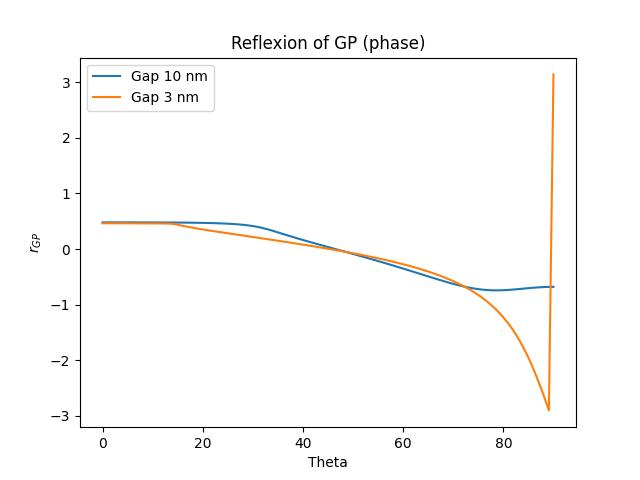 Reflexion of GP (phase)
Gap 10 nm
Gap 3 nm
3
2
1
0
−1
−2
−3
r_GP
0 20 40 60 80
Theta